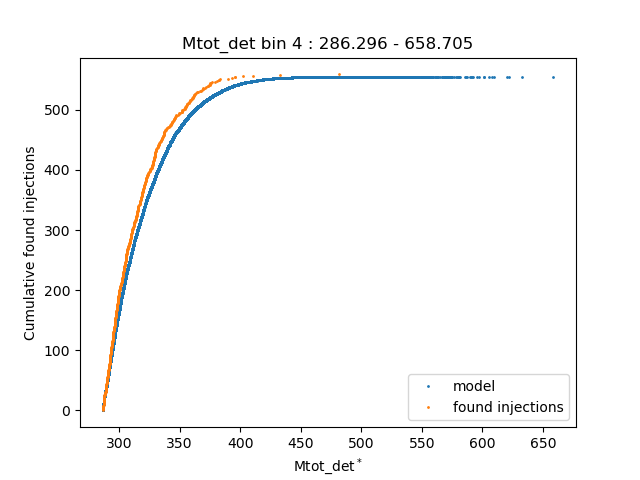 Mtot_det bin 4 : 286.296 - 658.705
Cumulative found injections
500
400
300
200
100
0
300 350 400 450 500 550 600 650
Mtot_det*
model
found injections